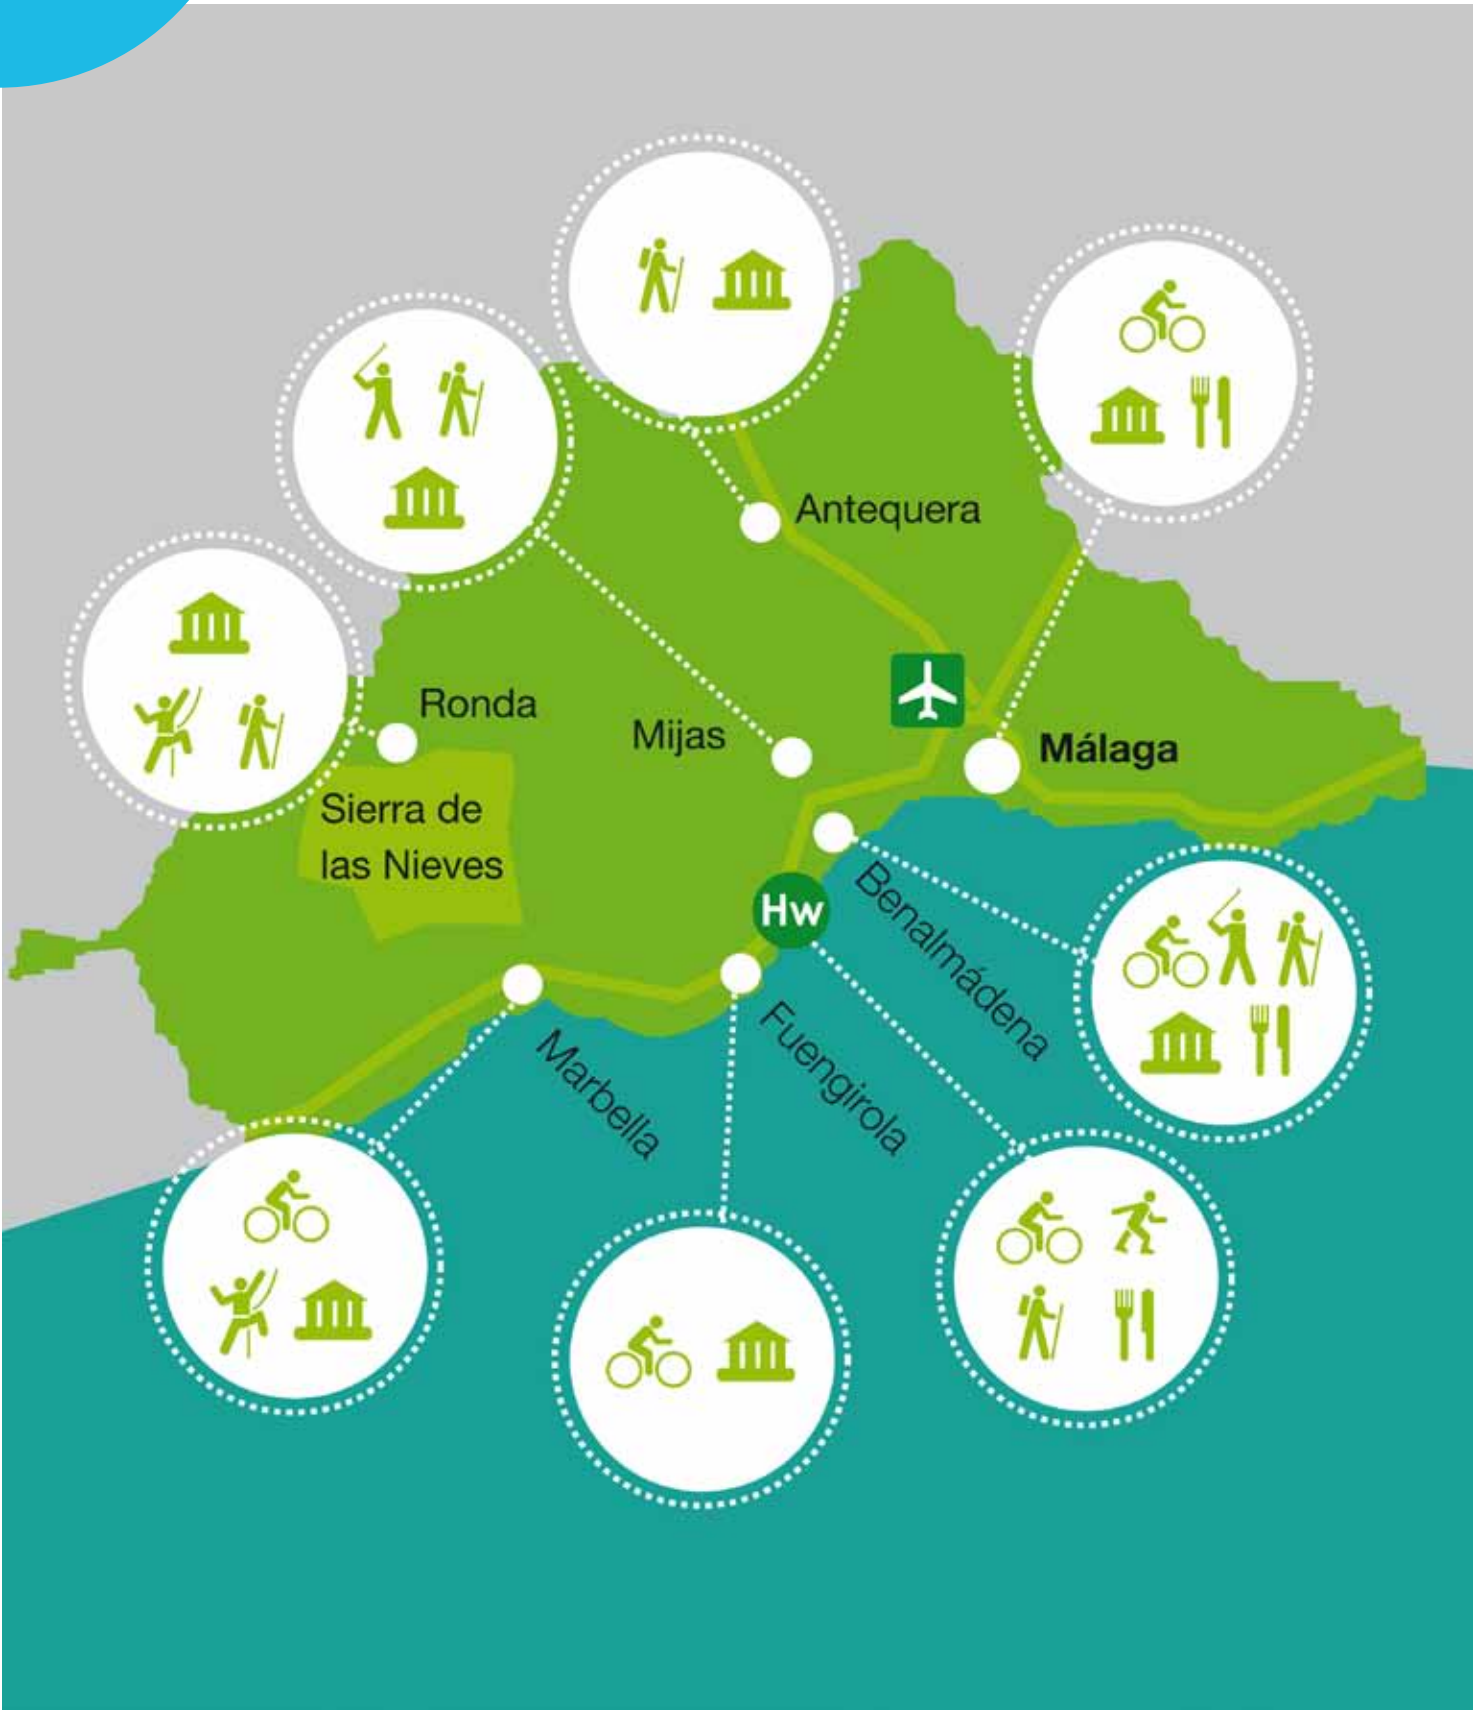 Antequera
Ronda
Mijas
Málaga
Sierra de
las Nieves
Hw
Benalmádena
Fuengirola
Marbella